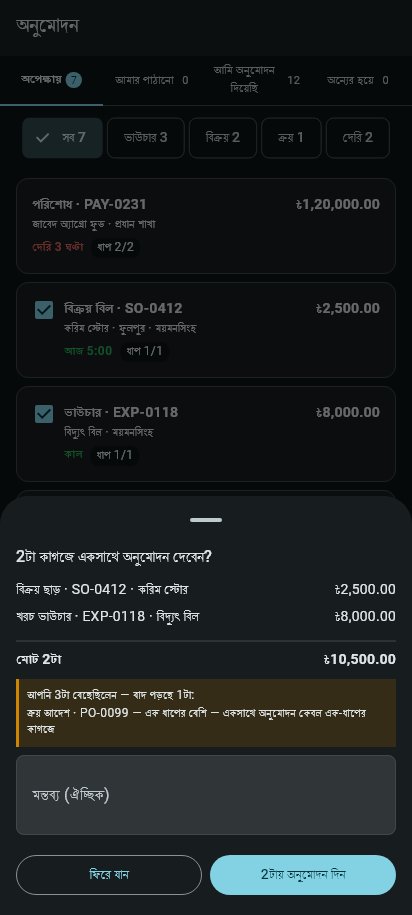 অনুমোদন
অপেক্ষায় 7
আমার পাঠানো 0
আমি অনুমোদন দিয়েছি 12
অন্যের হয়ে 0
সব 7
ভাউচার 3
বিক্রয় 2
ক্রয় 1
দেরি 2
পরিশোধ · PAY-0231 ৳1,20,000.00
জাবেদ অ্যাগ্রো ফুড · প্রধান শাখা
দেরি 3 ঘণ্টা ধাপ 2/2
বিক্রয় বিল · SO-0412 ৳2,500.00
করিম স্টোর · ফুলপুর · ময়মনসিংহ
আজ 5:00 ধাপ 1/1
ভাউচার · EXP-0118 ৳8,000.00
বিদ্যুৎ বিল · ময়মনসিংহ
কাল ধাপ 1/1
2টা কাগজে একসাথে অনুমোদন দেবেন?
বিক্রয় ছাড় · SO-0412 · করিম স্টোর ৳2,500.00
খরচ ভাউচার · EXP-0118 · বিদ্যুৎ বিল ৳8,000.00
মোট 2টা ৳10,500.00
আপনি 3টা বেছেছিলেন — বাদ পড়ছে 1টা:
ক্রয় আদেশ · PO-0099 — এক ধাপের বেশি — একসাথে অনুমোদন কেবল এক-ধাপের
কাগজে
মন্তব্য (ঐচ্ছিক)
ফিরে যান
2টায় অনুমোদন দিন